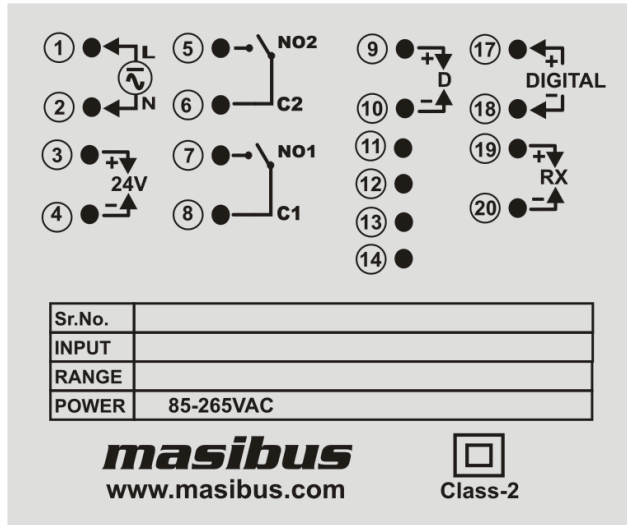 1 L 5 NO2 9 + D 17 + DIGITAL
2 N 6 C2 10 - 18 -
3 + 24V 7 NO1 11 19 + RX
4 - 8 C1 12 20 -
13
14
Sr.No.
INPUT
RANGE
POWER 85-265VAC
masibus
www.masibus.com Class-2